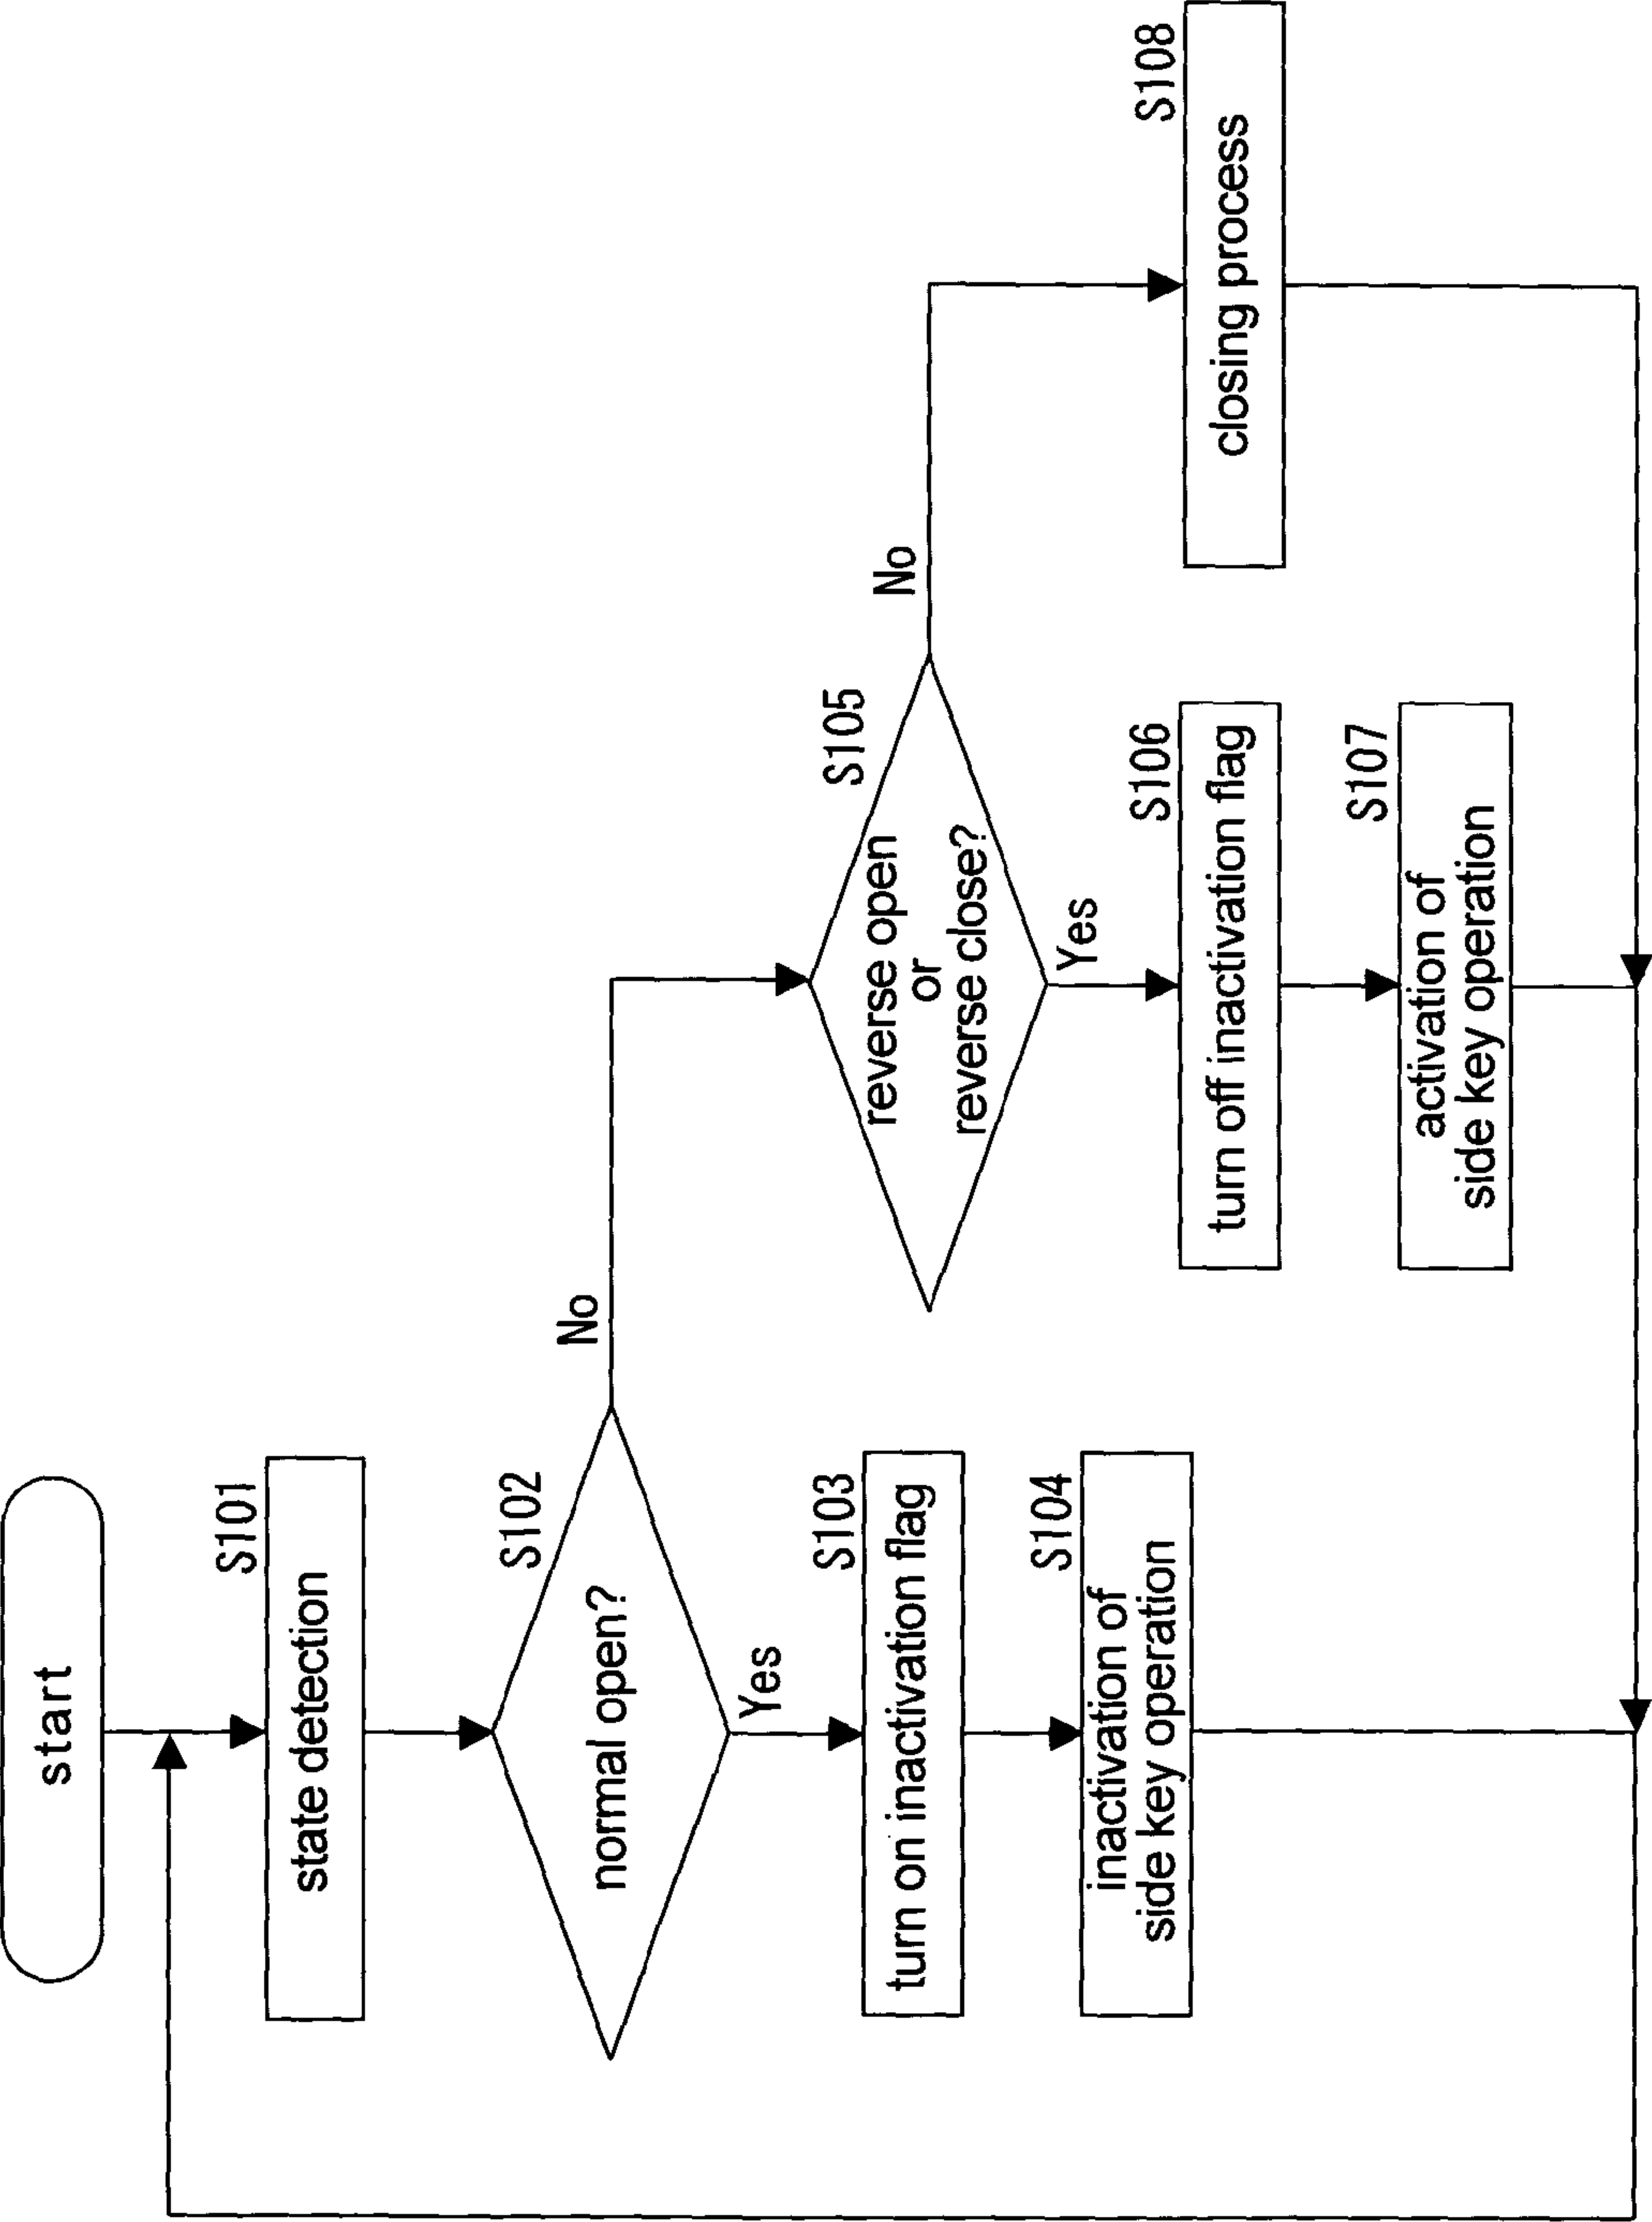 start
S101
state detection
S102
normal open?
No
Yes
S103
turn on inactivation flag
S104
inactivation of
side key operation
S105
reverse open
or
reverse close?
No
Yes
S106
turn off inactivation flag
S107
activation of
side key operation
S108
closing process